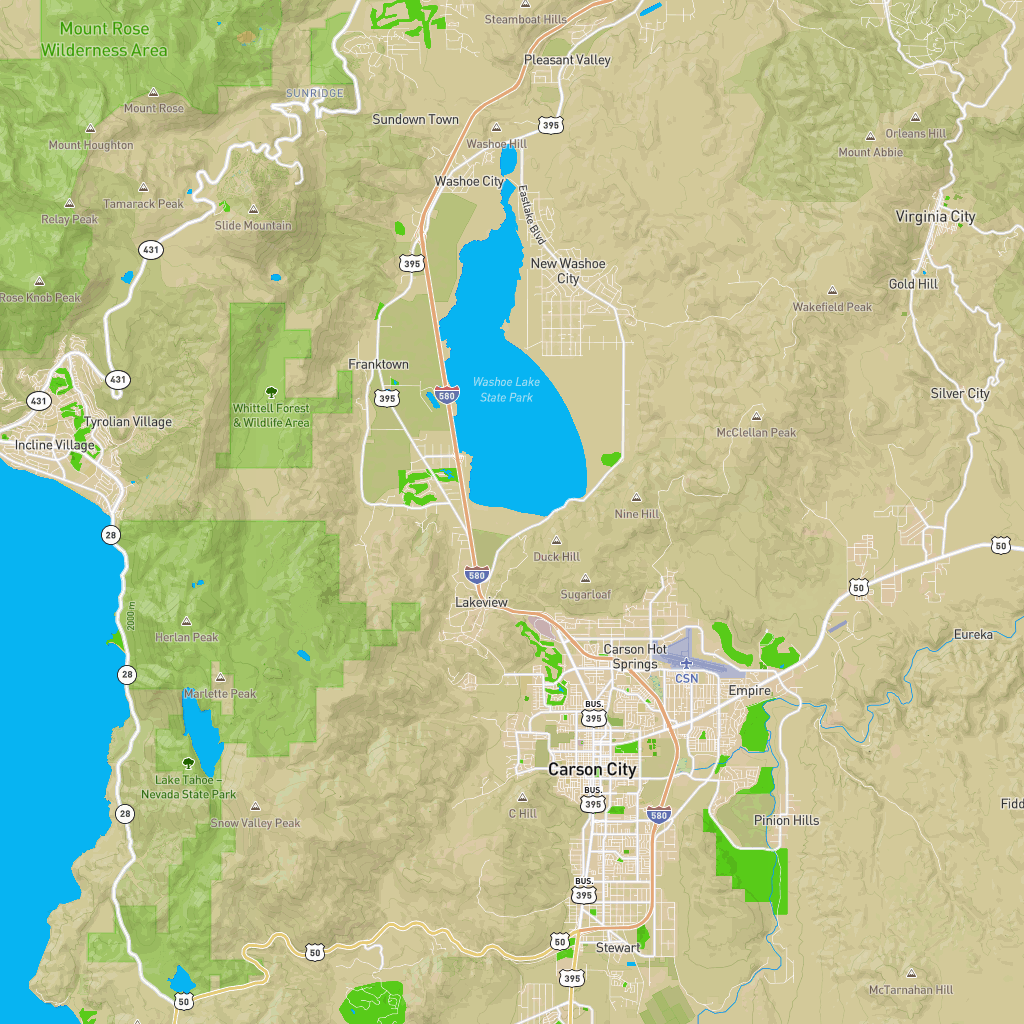 Mount Rose
Wilderness Area
Steamboat Hills
Pleasant Valley
SUNRIDGE
Mount Rose
Sundown Town
395
Washoe Hill
Orleans Hill
Mount Abbie
Mount Houghton
Washoe City
Tamarack Peak
Eastlake Blvd
Relay Peak
Slide Mountain
Virginia City
431
395
New Washoe
City
Gold Hill
Rose Knob Peak
Wakefield Peak
Franktown
431
Washoe Lake
State Park
580
395
431
Whittell Forest
& Wildlife Area
Silver City
Tyrolian Village
McClellan Peak
Incline Village
Nine Hill
28
50
Duck Hill
580
50
Sugarloaf
Lakeview
2000 m
Herlan Peak
Eureka
Carson Hot
Springs
28
CSN
Marlette Peak
Empire
BUS.
395
Carson City
Lake Tahoe –
Nevada State Park
BUS.
395
Fidd
28
C Hill
580
Pinion Hills
Snow Valley Peak
BUS.
395
50
50
Stewart
395
McTarnahan Hill
50